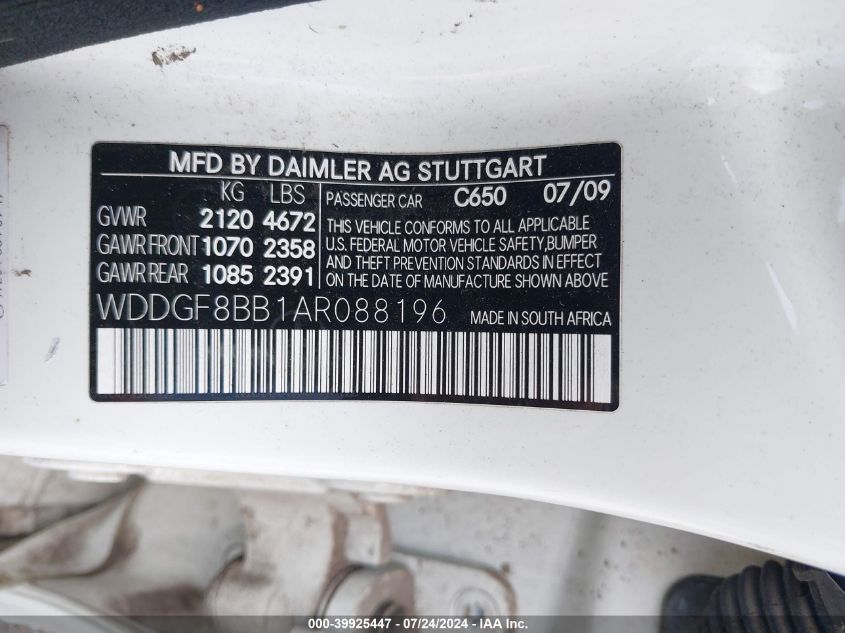 MFD BY DAIMLER AG STUTTGART
KG LBS
GVWR 2120 4672
GAWR FRONT 1070 2358
GAWR REAR 1085 2391
PASSENGER CAR C650 07/09
THIS VEHICLE CONFORMS TO ALL APPLICABLE
U.S. FEDERAL MOTOR VEHICLE SAFETY,BUMPER
AND THEFT PREVENTION STANDARDS IN EFFECT
ON THE DATE OF MANUFACTURE SHOWN ABOVE
WDDGF8BB1AR088196 MADE IN SOUTH AFRICA
000-39925447 - 07/24/2024 - IAA Inc.